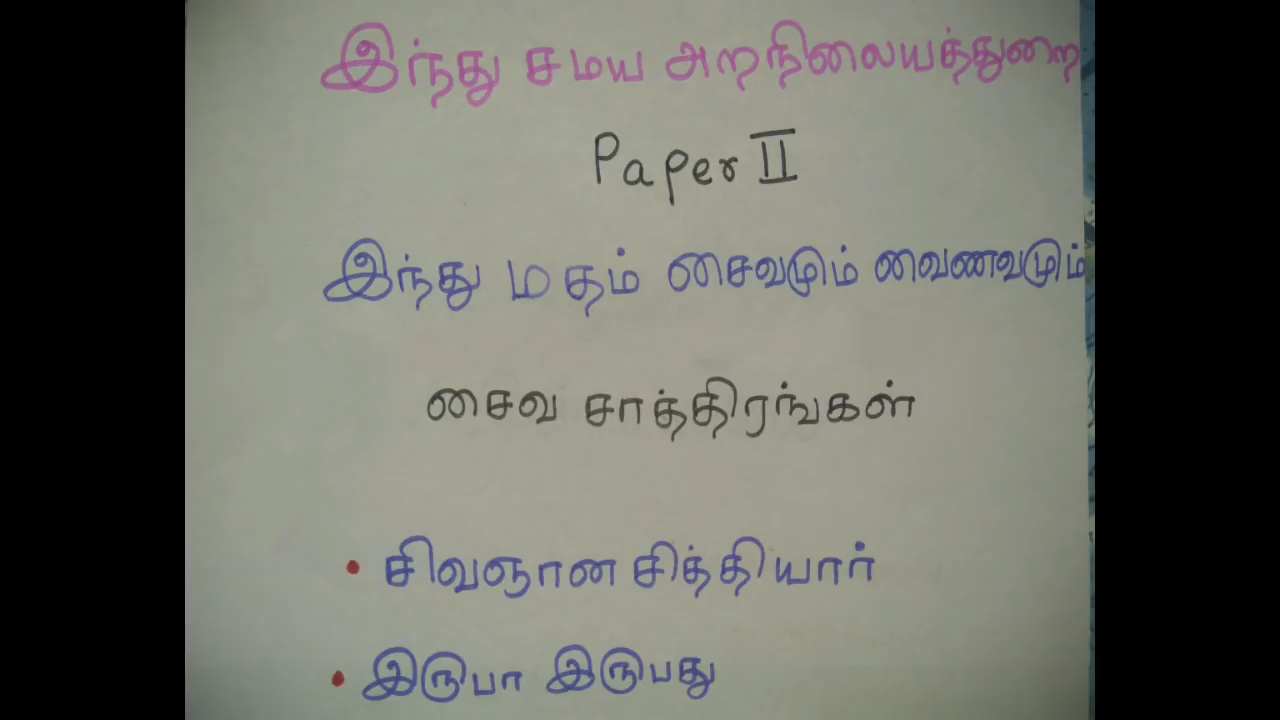 இந்து சமய அறநிலையத்துறை
Paper II
இந்து மதம் சைவமும் வைணவமும்
சைவ சாத்திரங்கள்
• சிவஞான சித்தியார்
• இருபா இருபது